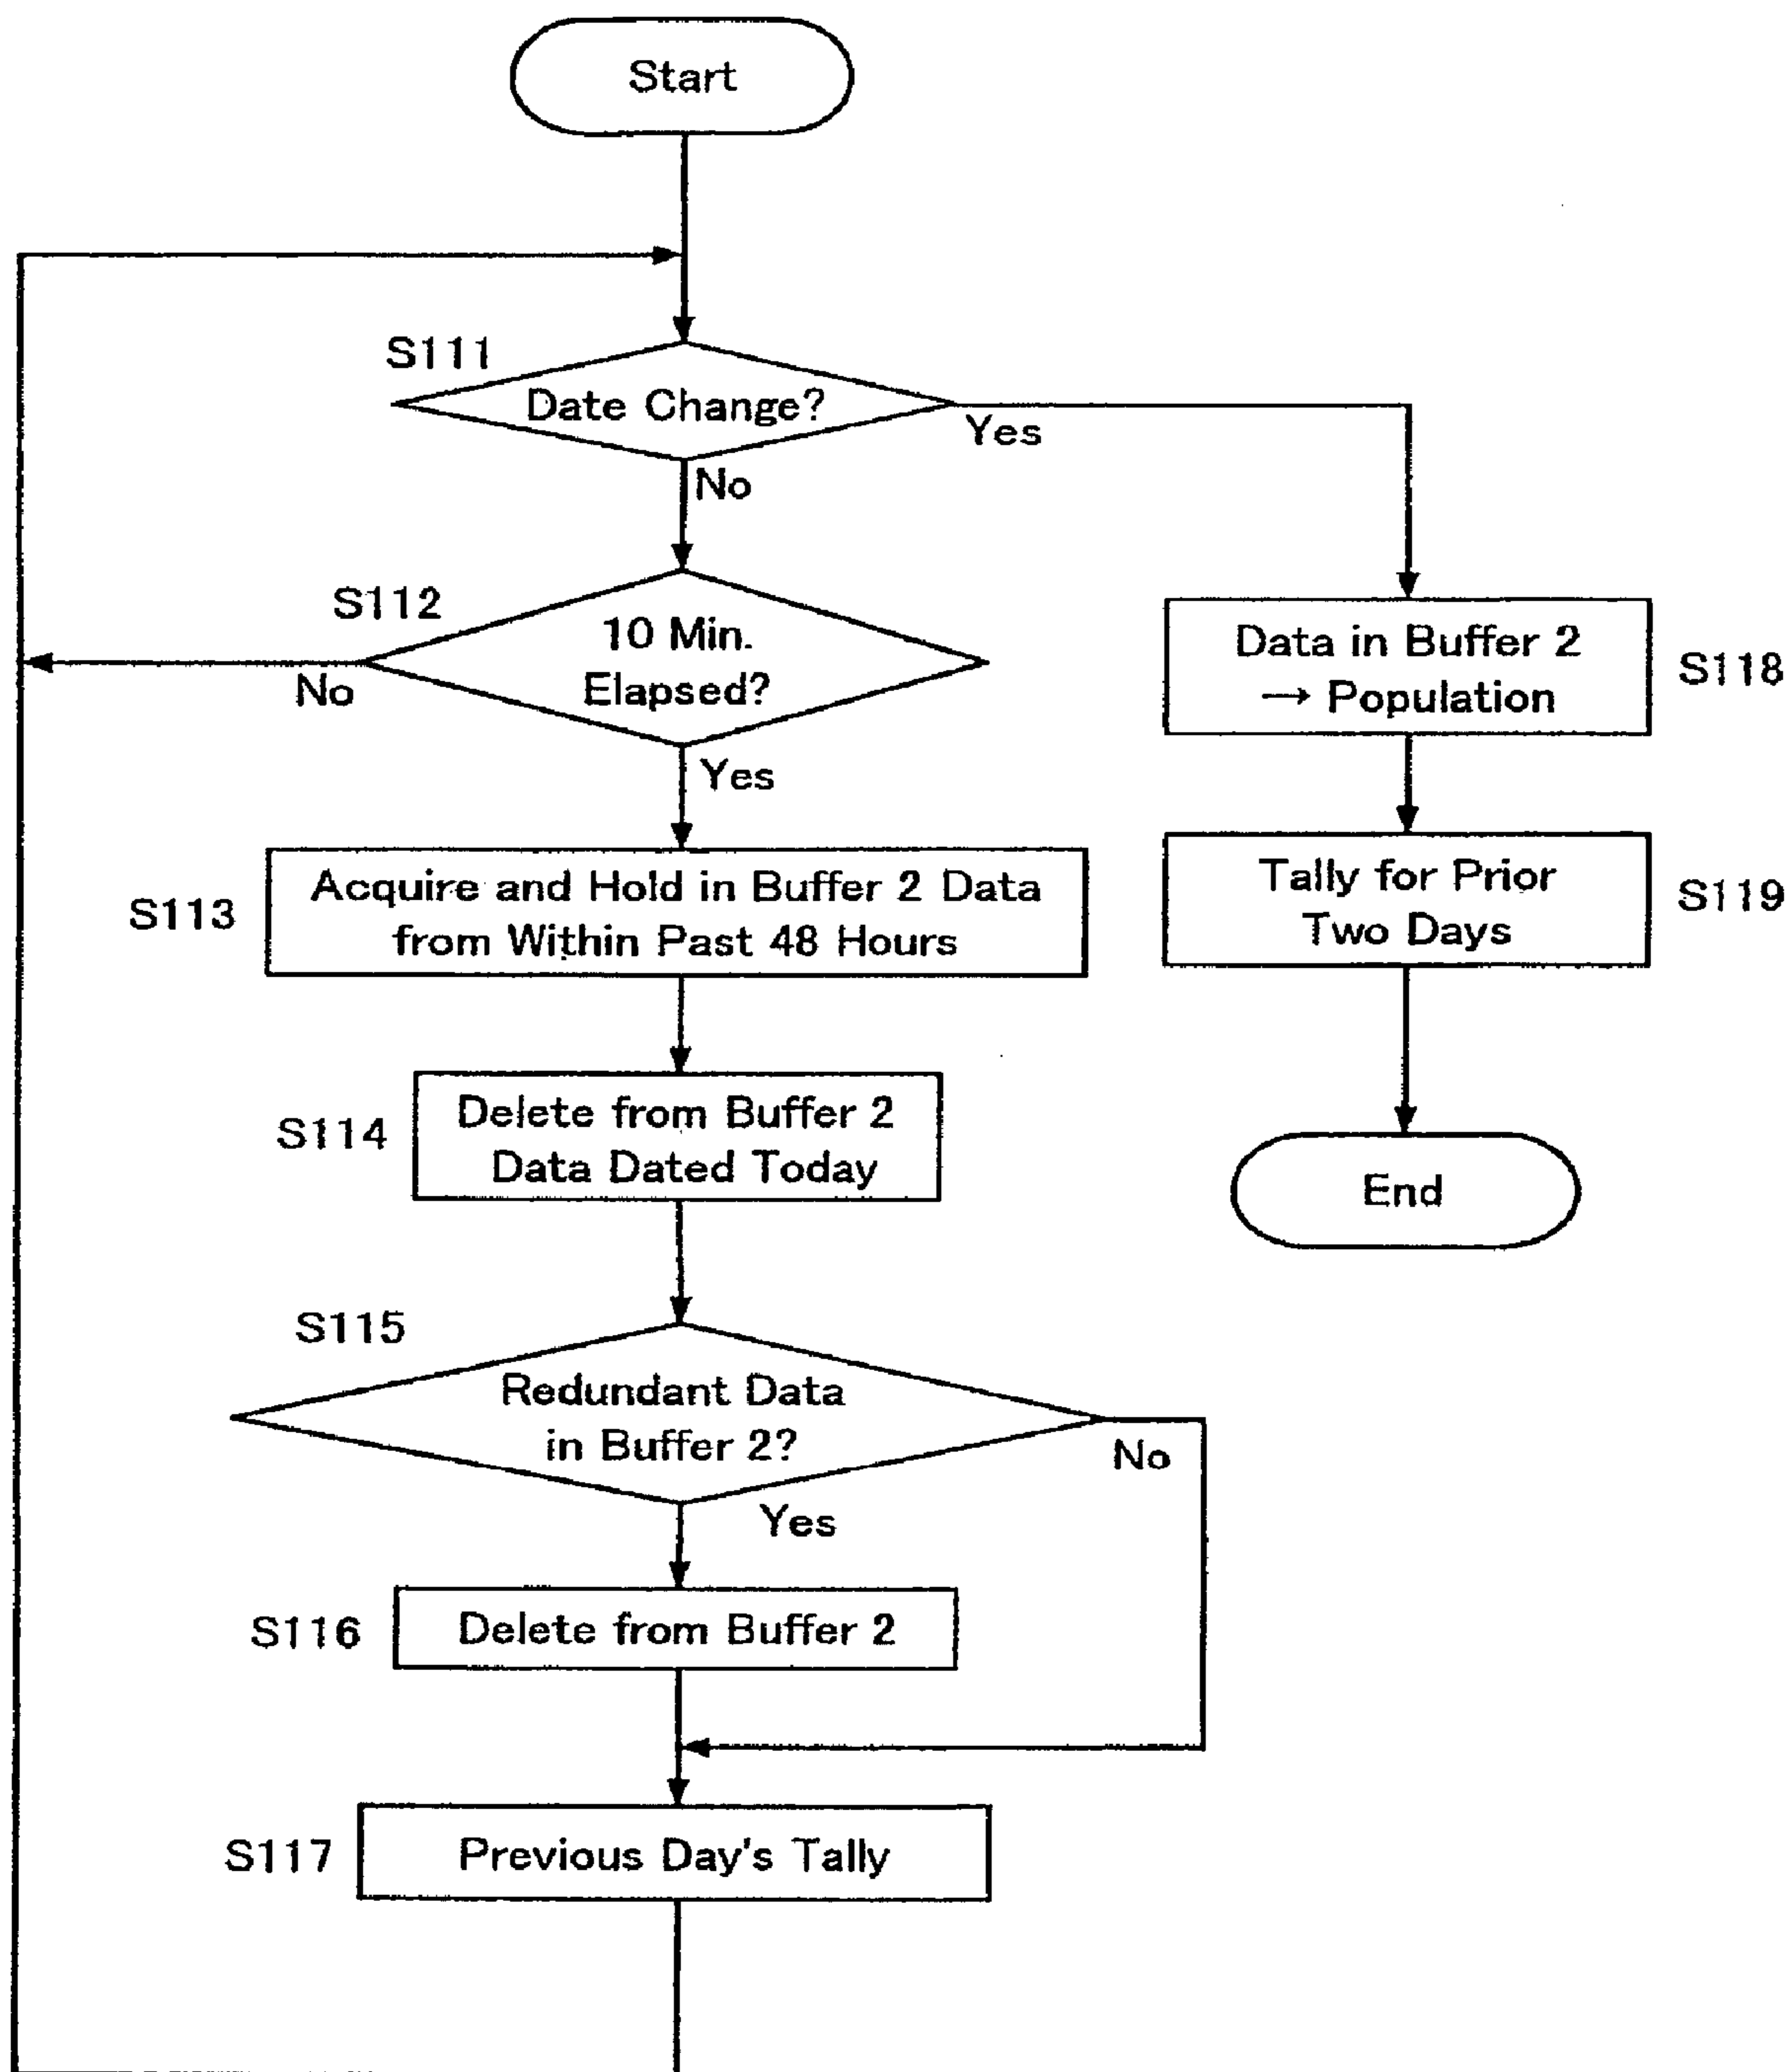 Start
S111
Date Change?
Yes
No
S112
10 Min.
Elapsed?
No
Yes
Data in Buffer 2
→ Population
S118
S113
Acquire and Hold in Buffer 2 Data
from Within Past 48 Hours
Tally for Prior
Two Days
S119
S114
Delete from Buffer 2
Data Dated Today
End
S115
Redundant Data
in Buffer 2?
No
Yes
S116
Delete from Buffer 2
S117
Previous Day's Tally